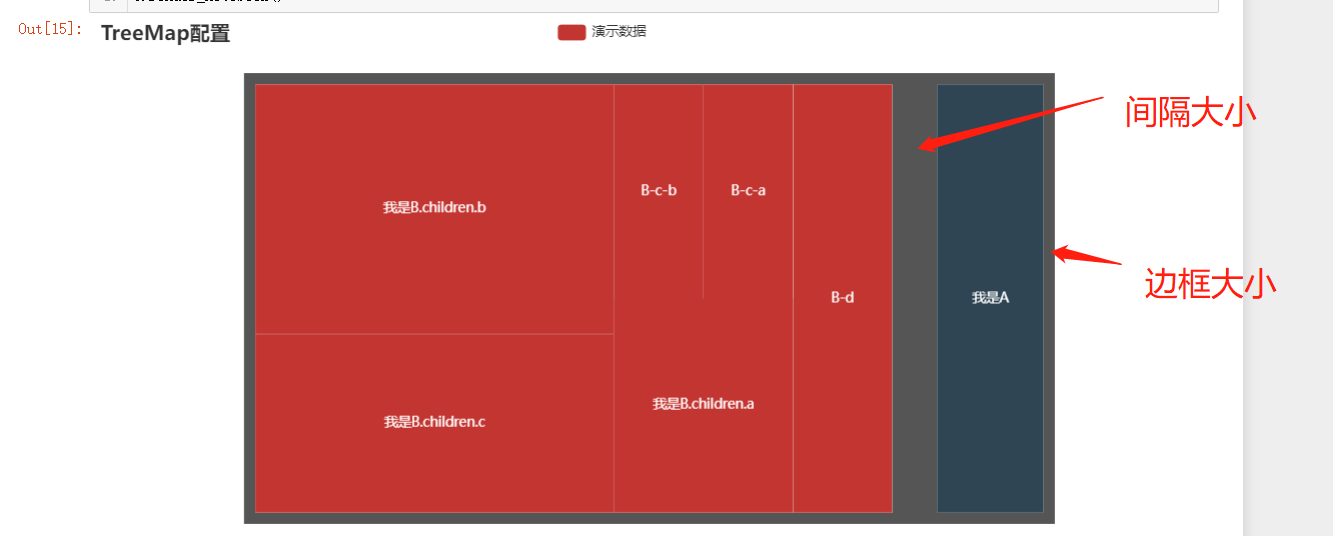 Out[15]:
TreeMap配置
演示数据
间隔大小
B-c-b
B-c-a
我是B.children.b
边框大小
B-d
我是A
我是B.children.a
我是B.children.c